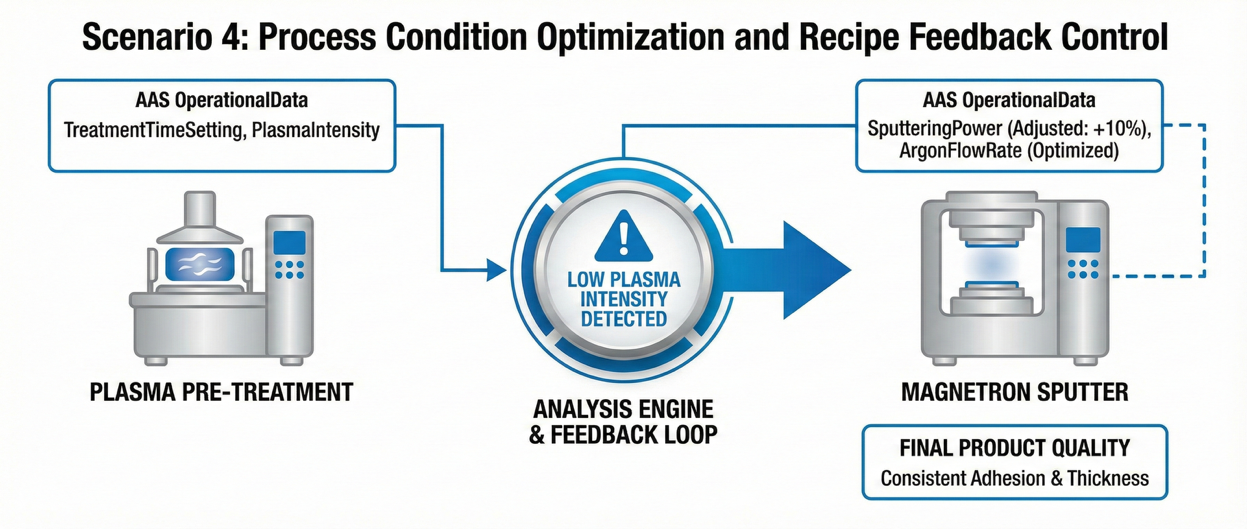 Scenario 4: Process Condition Optimization and Recipe Feedback Control
AAS OperationalData
TreatmentTimeSetting, PlasmaIntensity
PLASMA PRE-TREATMENT
LOW PLASMA
INTENSITY
DETECTED
ANALYSIS ENGINE
& FEEDBACK LOOP
AAS OperationalData
SputteringPower (Adjusted: +10%),
ArgonFlowRate (Optimized)
MAGNETRON SPUTTER
FINAL PRODUCT QUALITY
Consistent Adhesion & Thickness